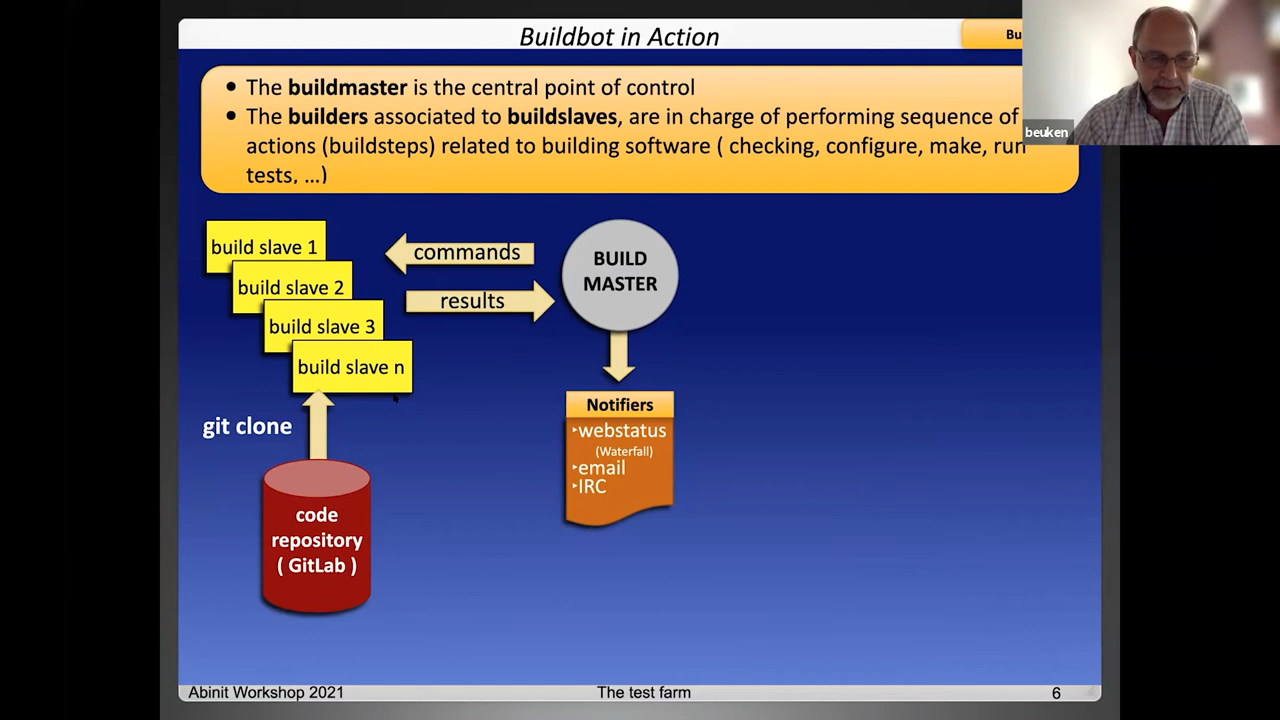 Buildbot in Action
Bu
beuken
• The buildmaster is the central point of control
• The builders associated to buildslaves, are in charge of performing sequence of
actions (buildsteps) related to building software ( checking, configure, make, run
tests, ...)
build slave 1
build slave 2
build slave 3
build slave n
commands
results
BUILD
MASTER
git clone
code
repository
( GitLab )
Notifiers
‣webstatus
(Waterfall)
‣email
‣IRC
Abinit Workshop 2021
The test farm
6